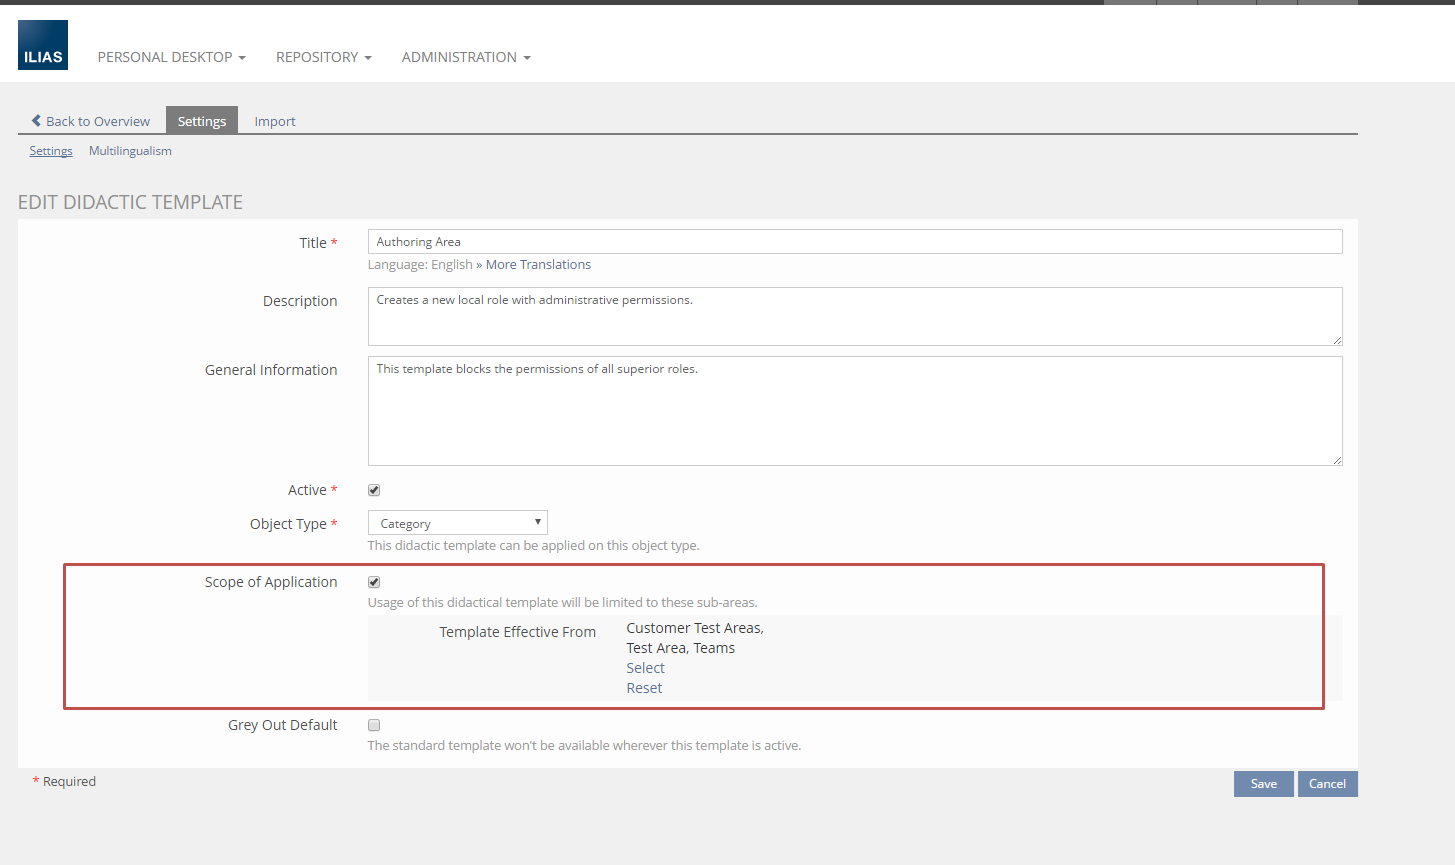 ILIAS
PERSONAL DESKTOP REPOSITORY ADMINISTRATION
Back to Overview Settings Import
Settings Multilingualism
EDIT DIDACTIC TEMPLATE
Title * Authoring Area
Language: English » More Translations
Description Creates a new local role with administrative permissions.
General Information This template blocks the permissions of all superior roles.
Active *
Object Type * Category
This didactic template can be applied on this object type.
Scope of Application
Usage of this didactical template will be limited to these sub-areas.
Template Effective From Customer Test Areas,
Test Area, Teams
Select
Reset
Grey Out Default
The standard template won't be available wherever this template is active.
* Required Save Cancel